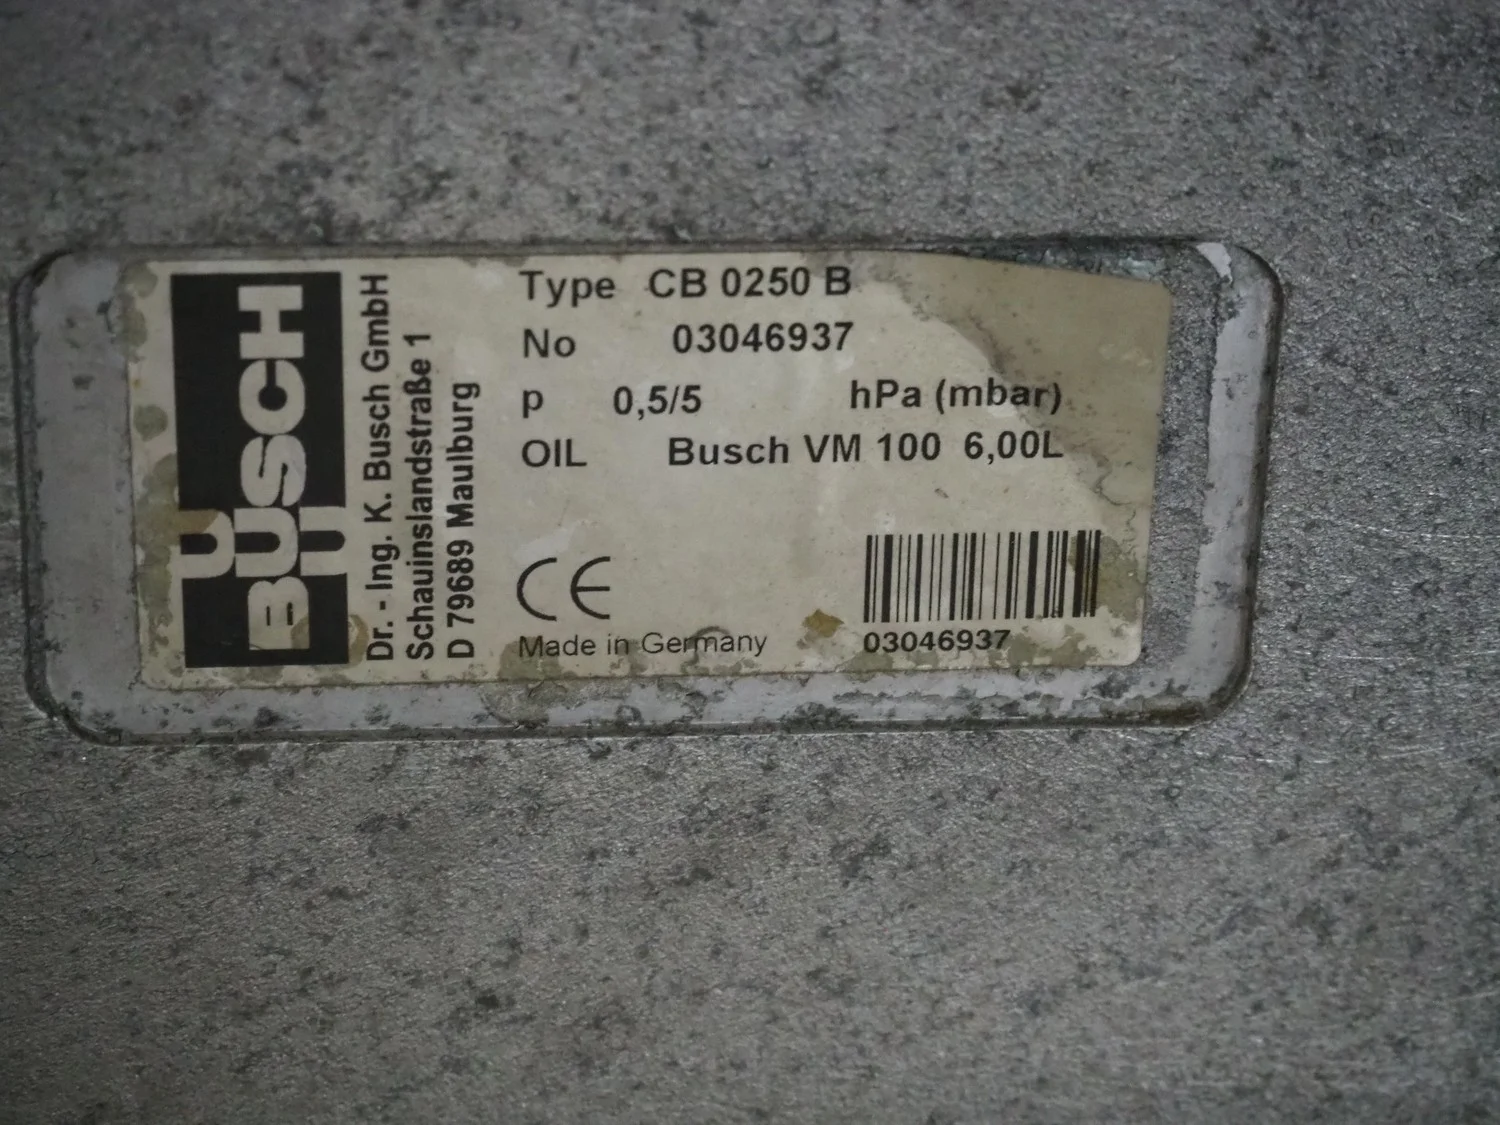 BUSCH
Dr. - Ing. K. Busch GmbH
Schauinslandstraße 1
D 79689 Maulburg
Type CB 0250 B
No 03046937
p 0,5/5 hPa (mbar)
OIL Busch VM 100 6,00L
CE
Made in Germany
03046937